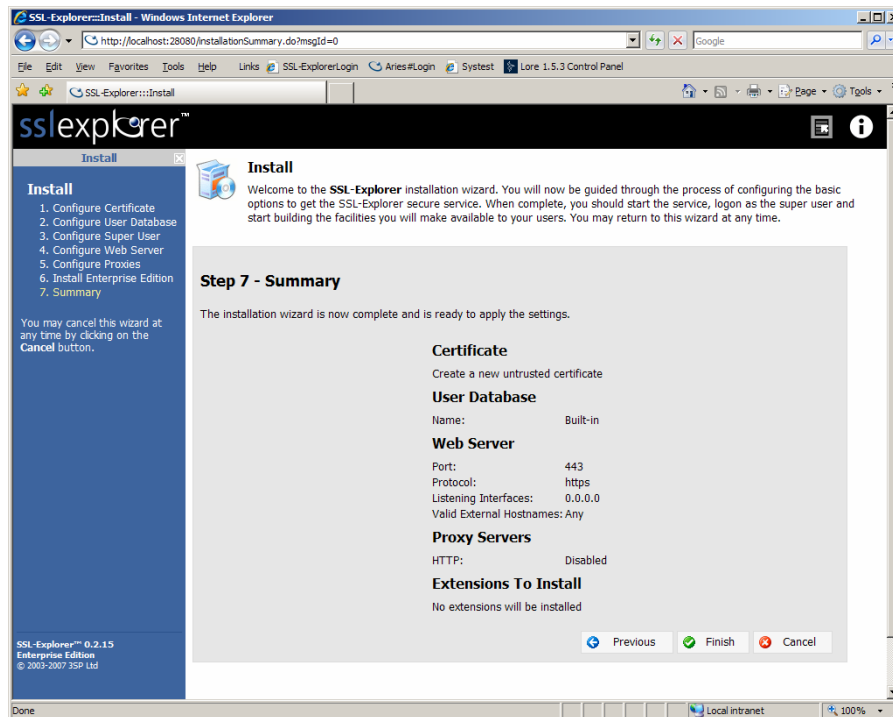 SSL-Explorer:::Install - Windows Internet Explorer
http://localhost:28080/installationSummary.do?msgId=0
Google
File Edit View Favorites Tools Help Links SSL-ExplorerLogin Aries#Login Systest Lore 1.5.3 Control Panel
SSL-Explorer:::Install
Page Tools
sslexplorer™
Install
Install
1. Configure Certificate
2. Configure User Database
3. Configure Super User
4. Configure Web Server
5. Configure Proxies
6. Install Enterprise Edition
7. Summary
You may cancel this wizard at
any time by clicking on the
Cancel button.
SSL-Explorer™ 0.2.15
Enterprise Edition
© 2003-2007 3SP Ltd
Install
Welcome to the SSL-Explorer installation wizard. You will now be guided through the process of configuring the basic
options to get the SSL-Explorer secure service. When complete, you should start the service, logon as the super user and
start building the facilities you will make available to your users. You may return to this wizard at any time.
Step 7 - Summary
The installation wizard is now complete and is ready to apply the settings.
Certificate
Create a new untrusted certificate
User Database
Name: Built-in
Web Server
Port: 443
Protocol: https
Listening Interfaces: 0.0.0.0
Valid External Hostnames: Any
Proxy Servers
HTTP: Disabled
Extensions To Install
No extensions will be installed
Previous Finish Cancel
Done Local intranet 100%